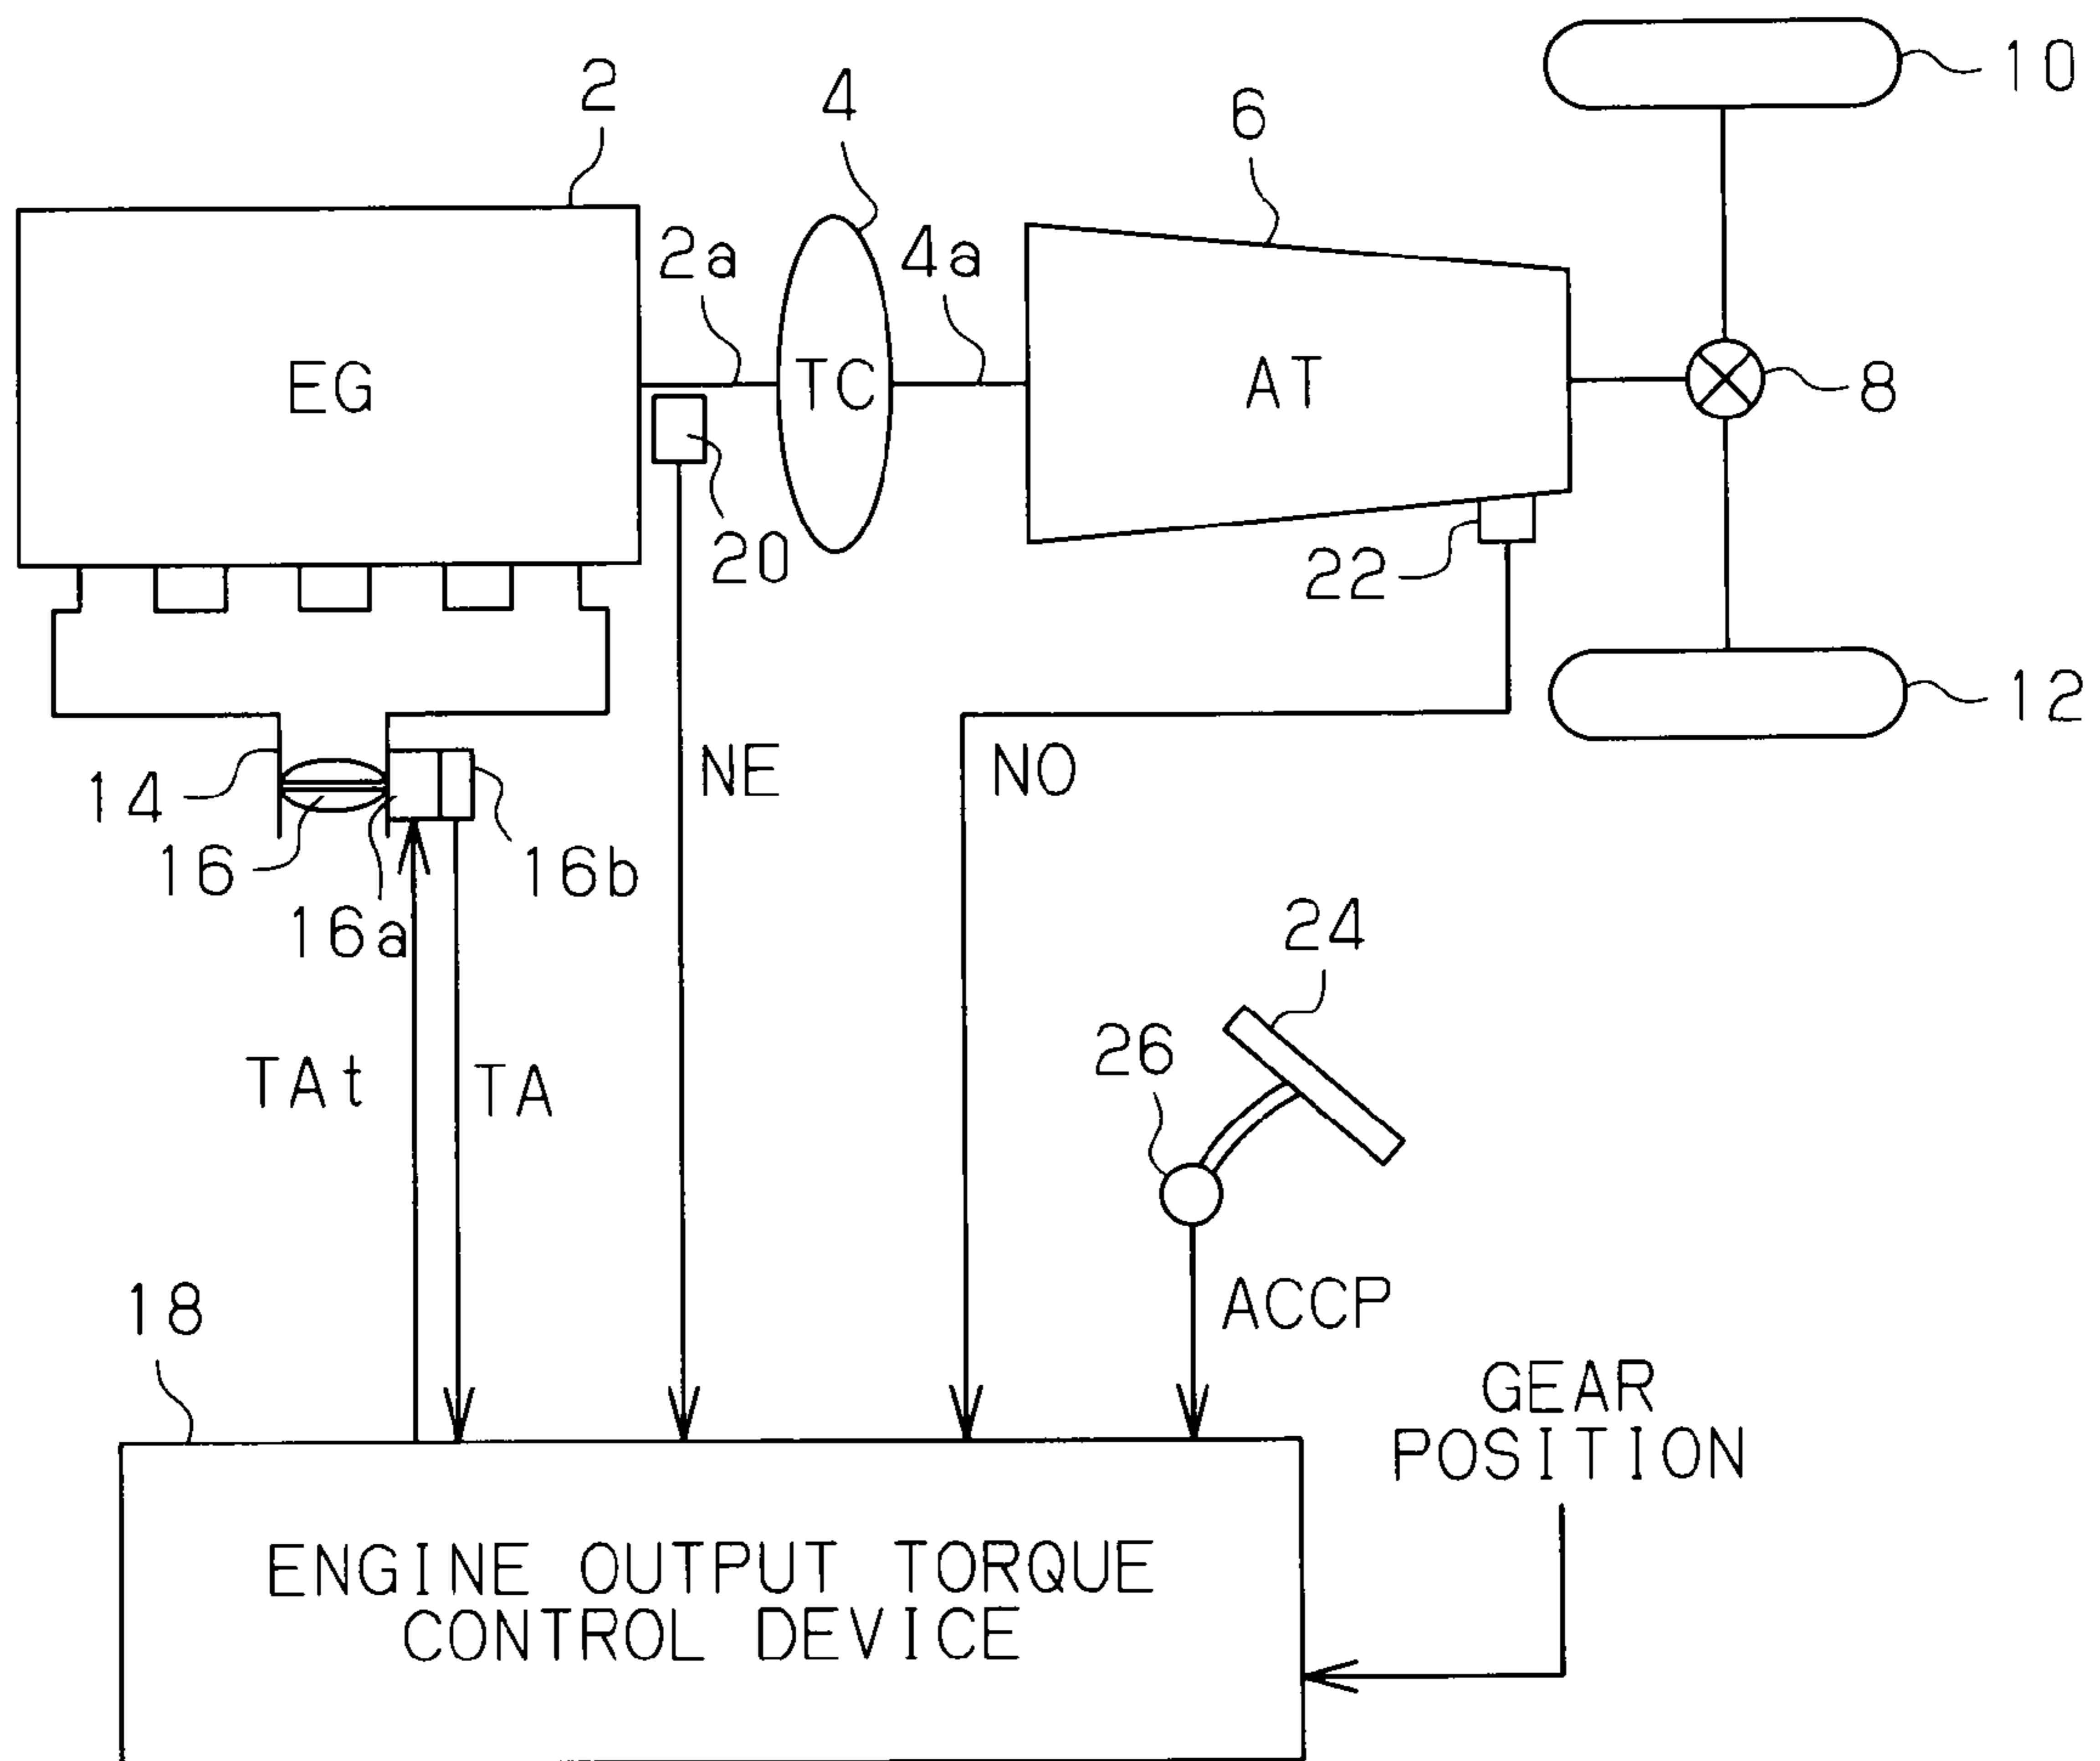 2
4
6
10
2a
4a
EG
TC
AT
8
20
22
12
14
NE
NO
16
16b
16a
24
26
TAt
TA
18
ACCP
GEAR
POSITION
ENGINE OUTPUT TORQUE
CONTROL DEVICE